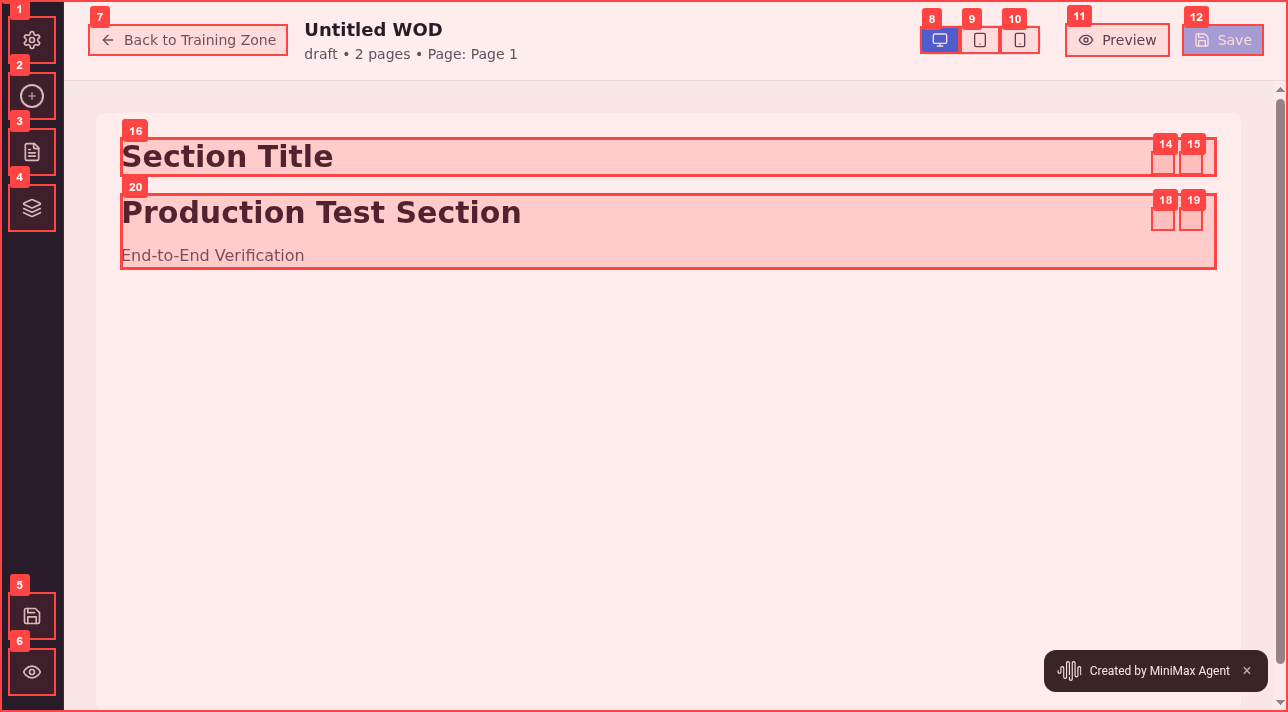 1
2
3
4
5
6
7
Back to Training Zone
Untitled WOD
draft • 2 pages • Page: Page 1
8
9
10
11
Preview
12
Save
16
Section Title
14
15
20
Production Test Section
18
19
End-to-End Verification
Created by MiniMax Agent ×